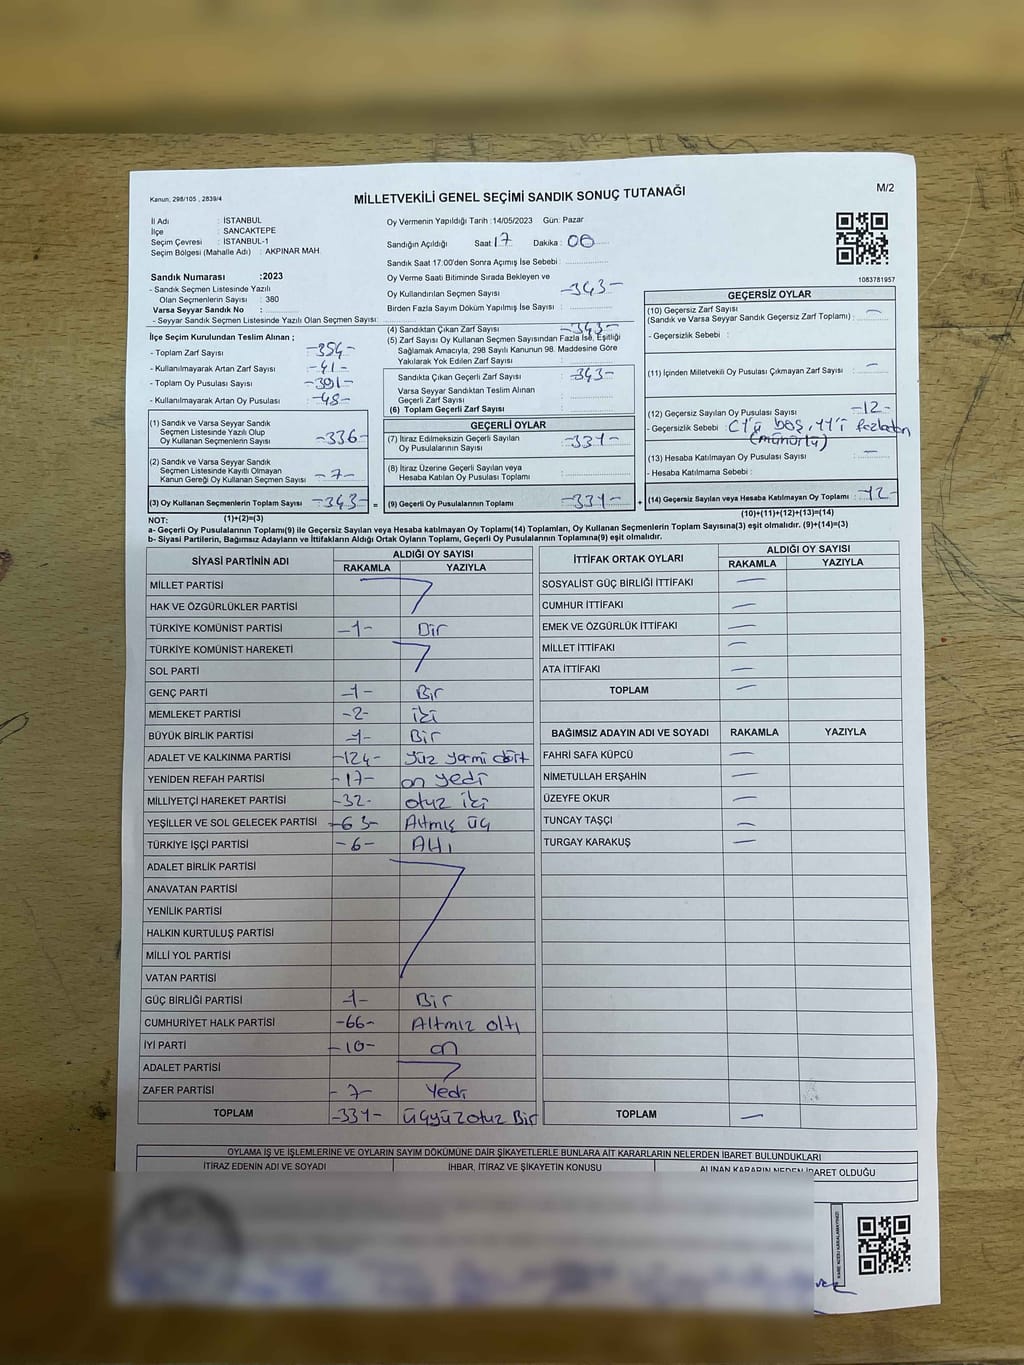 Kanun; 298/105 , 2839/4
MİLLETVEKİLİ GENEL SEÇİMİ SANDIK SONUÇ TUTANAĞI
M/2
İl Adı : İSTANBUL
İlçe : SANCAKTEPE
Seçim Çevresi : İSTANBUL-1
Seçim Bölgesi (Mahalle Adı) : AKPINAR MAH.
Sandık Numarası :2023
- Sandık Seçmen Listesinde Yazılı
Olan Seçmenlerin Sayısı : 380
Varsa Seyyar Sandık No :
- Seyyar Sandık Seçmen Listesinde Yazılı Olan Seçmen Sayısı:
Oy Vermenin Yapıldığı Tarih :14/05/2023 Gün: Pazar
Sandığın Açıldığı Saat 17 Dakika : 00
Sandık Saat 17:00'den Sonra Açımış İse Sebebi :
Oy Verme Saati Bitiminde Sırada Bekleyen ve
Oy Kullandırılan Seçmen Sayısı : -343-
Birden Fazla Sayım Döküm Yapılmış İse Sayısı :
1083781957
İlçe Seçim Kurulundan Teslim Alınan ;
- Toplam Zarf Sayısı : -354-
- Kullanılmayarak Artan Zarf Sayısı : -41-
- Toplam Oy Pusulası Sayısı : -391-
- Kullanılmayarak Artan Oy Pusulası : -48-
(4) Sandıktan Çıkan Zarf Sayısı : -343-
(5) Zarf Sayısı Oy Kullanan Seçmen Sayısından Fazla İse, Eşitliği
Sağlamak Amacıyla, 298 Sayılı Kanunun 98. Maddesine Göre
Yakılarak Yok Edilen Zarf Sayısı :
Sandıkta Çıkan Geçerli Zarf Sayısı : -343-
Varsa Seyyar Sandıktan Teslim Alınan
Geçerli Zarf Sayısı :
(6) Toplam Geçerli Zarf Sayısı :
GEÇERSİZ OYLAR
(10) Geçersiz Zarf Sayısı
(Sandık ve Varsa Seyyar Sandık Geçersiz Zarf Toplamı) : —
- Geçersizlik Sebebi :
(11) İçinden Milletvekili Oy Pusulası Çıkmayan Zarf Sayısı : —
(12) Geçersiz Sayılan Oy Pusulası Sayısı : -12-
- Geçersizlik Sebebi : boş,
(13) Hesaba Katılmayan Oy Pusulası Sayısı : —
- Hesaba Katılmama Sebebi :
(14) Geçersiz Sayılan veya Hesaba Katılmayan Oy Toplamı : -12-
(10)+(11)+(12)+(13)=(14)
(1) Sandık ve Varsa Seyyar Sandık
Seçmen Listesinde Yazılı Olup
Oy Kullanan Seçmenlerin Sayısı : -336-
(2) Sandık ve Varsa Seyyar Sandık
Seçmen Listesinde Kayıtlı Olmayan
Kanun Gereği Oy Kullanan Seçmen Sayısı : -7-
(3) Oy Kullanan Seçmenlerin Toplam Sayısı : -343- =
(1)+(2)=(3)
GEÇERLİ OYLAR
(7) İtiraz Edilmeksizin Geçerli Sayılan
Oy Pusulasının Sayısı : -331-
(8) İtiraz Üzerine Geçerli Sayılan veya
Hesaba Katılan Oy Pusulası Toplamı :
(9) Geçerli Oy Pusulalarının Toplamı : -331- +
NOT:
a- Geçerli Oy Pusulalarının Toplamı(9) ile Geçersiz Sayılan veya Hesaba katılmayan Oy Toplamı(14) Toplamları, Oy Kullanan Seçmenlerin Toplam Sayısına(3) eşit olmalıdır. (9)+(14)=(3)
b- Siyasi Partilerin, Bağımsız Adayların ve İttifakların Aldığı Ortak Oyların Toplamı, Geçerli Oy Pusulalarının Toplamına(9) eşit olmalıdır.
SİYASİ PARTİNİN ADI ALDIĞI OY SAYISI
RAKAMLA YAZIYLA
MİLLET PARTİSİ
HAK VE ÖZGÜRLÜKLER PARTİSİ
TÜRKİYE KOMÜNİST PARTİSİ -1- Bir
TÜRKİYE KOMÜNİST HAREKETİ
SOL PARTİ
GENÇ PARTİ -1- Bir
MEMLEKET PARTİSİ -2- iki
BÜYÜK BİRLİK PARTİSİ -1- Bir
ADALET VE KALKINMA PARTİSİ -124- Yüz yirmi dört
YENİDEN REFAH PARTİSİ -17- on yedi
MİLLİYETÇİ HAREKET PARTİSİ -32- otuz iki
YEŞİLLER VE SOL GELECEK PARTİSİ -63- Altmış üç
TÜRKİYE İŞÇİ PARTİSİ -6- Altı
ADALET BİRLİK PARTİSİ
ANAVATAN PARTİSİ
YENİLİK PARTİSİ
HALKIN KURTULUŞ PARTİSİ
MİLLİ YOL PARTİSİ
VATAN PARTİSİ
GÜÇ BİRLİĞİ PARTİSİ -1- Bir
CUMHURİYET HALK PARTİSİ -66- Altmız altı
İYİ PARTİ -10- on
ADALET PARTİSİ
ZAFER PARTİSİ -7- Yedi
TOPLAM -331- üçyüzotuz Bir
İTTİFAK ORTAK OYLARI ALDIĞI OY SAYISI
RAKAMLA YAZIYLA
SOSYALİST GÜÇ BİRLİĞİ İTTİFAKI —
CUMHUR İTTİFAKI —
EMEK VE ÖZGÜRLÜK İTTİFAKI —
MİLLET İTTİFAKI —
ATA İTTİFAKI —
TOPLAM —
BAĞIMSIZ ADAYIN ADI VE SOYADI RAKAMLA YAZIYLA
FAHRİ SAFA KÜPCÜ —
NİMETULLAH ERŞAHİN —
ÜZEYFE OKUR —
TUNCAY TAŞÇI —
TURGAY KARAKUŞ —
TOPLAM —
OYLAMA İŞ VE İŞLEMLERİNE VE OYLARIN SAYIM DÖKÜMÜNE DAİR ŞİKAYETLERLE BUNLARA AİT KARARLARIN NELERDEN İBARET BULUNDUKLARI
İTİRAZ EDENİN ADI VE SOYADI İHBAR, İTİRAZ VE ŞİKAYETİN KONUSU ALINAN KARARIN NEDEN İBARET OLDUĞU